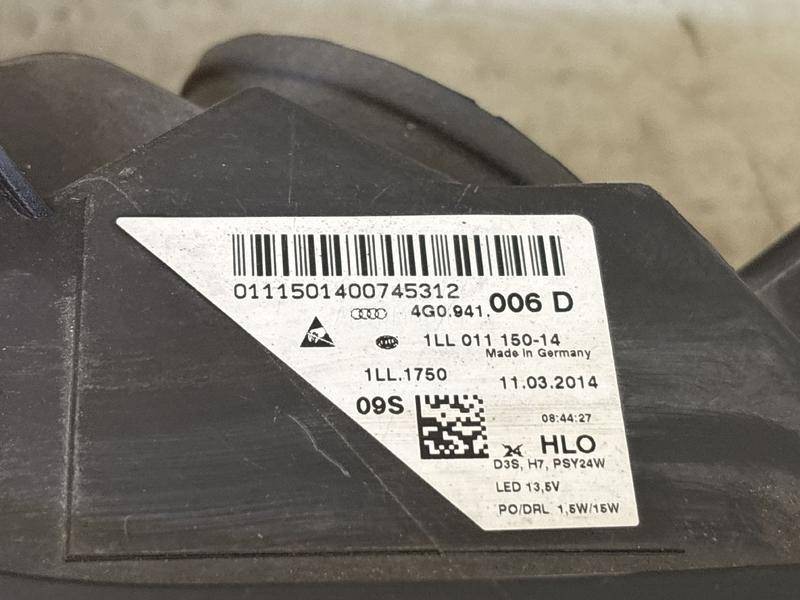 0111501400745312
4G0.941.006 D
1LL 011 150-14
Made in Germany
1LL.1750 11.03.2014
09S
08:44:27
24 HLO
D3S, H7, PSY24W
LED 13,5V
PO/DRL 1,5W/15W